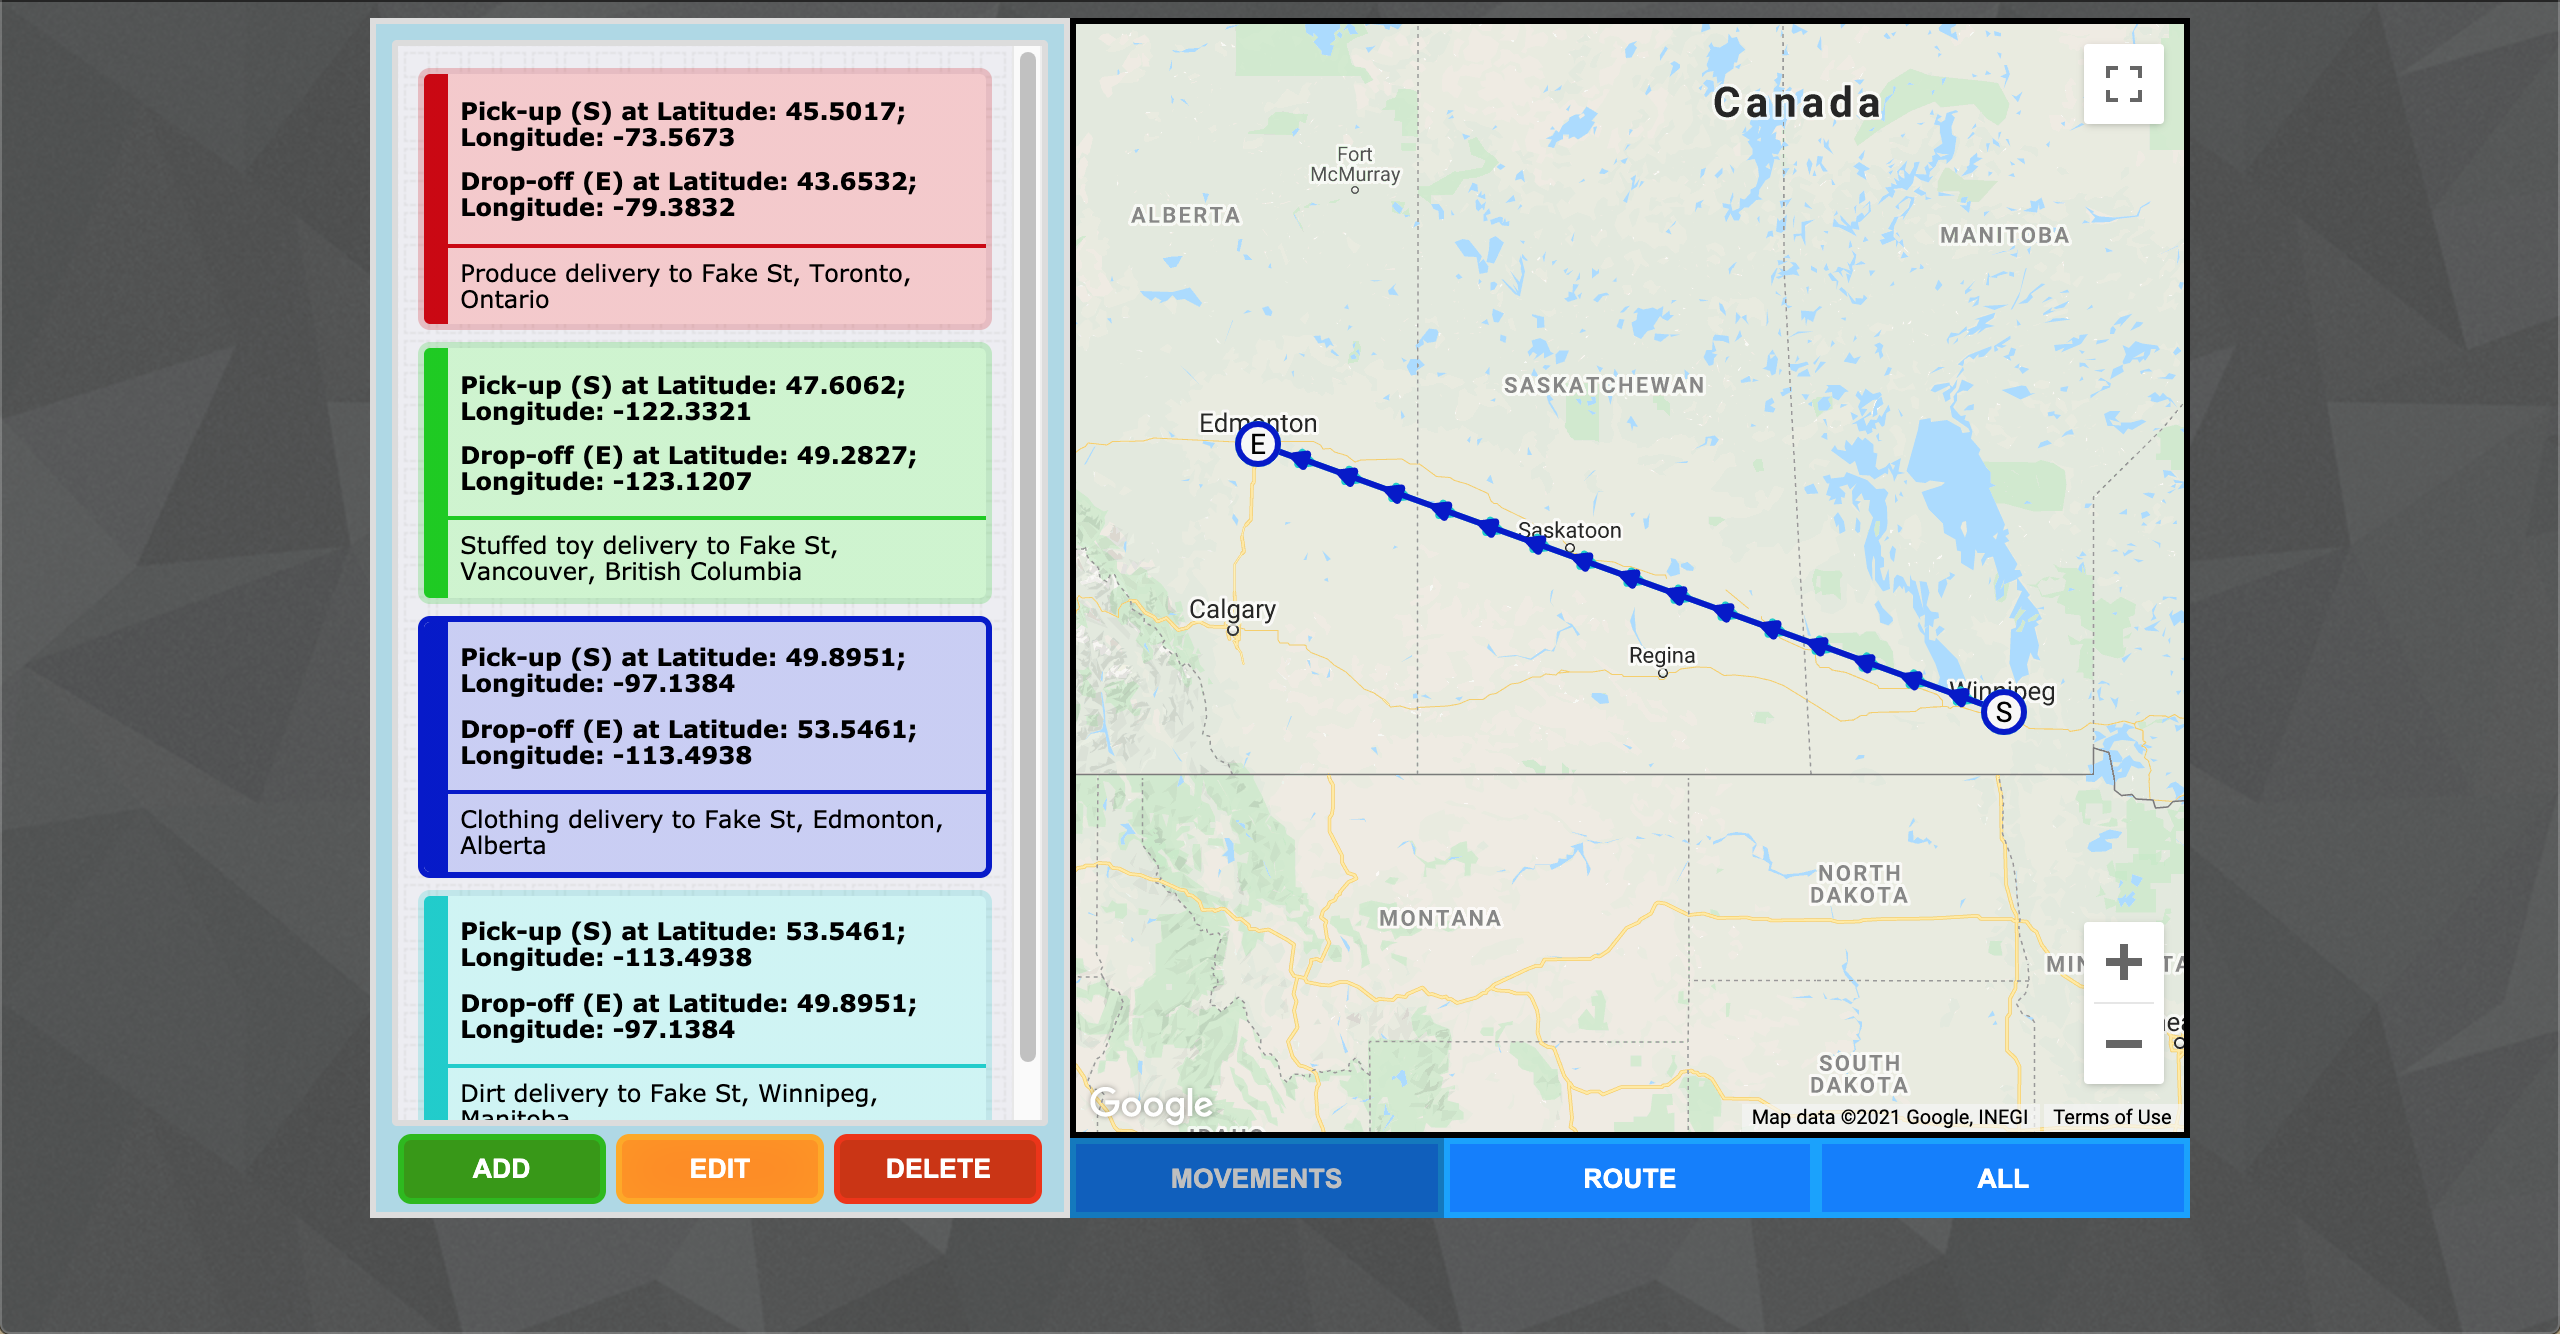 Pick-up (S) at Latitude: 45.5017;
Longitude: -73.5673
Drop-off (E) at Latitude: 43.6532;
Longitude: -79.3832
Produce delivery to Fake St, Toronto,
Ontario
Pick-up (S) at Latitude: 47.6062;
Longitude: -122.3321
Drop-off (E) at Latitude: 49.2827;
Longitude: -123.1207
Stuffed toy delivery to Fake St,
Vancouver, British Columbia
Pick-up (S) at Latitude: 49.8951;
Longitude: -97.1384
Drop-off (E) at Latitude: 53.5461;
Longitude: -113.4938
Clothing delivery to Fake St, Edmonton,
Alberta
Pick-up (S) at Latitude: 53.5461;
Longitude: -113.4938
Drop-off (E) at Latitude: 49.8951;
Longitude: -97.1384
Dirt delivery to Fake St, Winnipeg,
Manitoba
ADD
EDIT
DELETE
Canada
Fort
McMurray
ALBERTA
MANITOBA
SASKATCHEWAN
Edmonton
E
Saskatoon
Calgary
Regina
Winnipeg
S
NORTH
DAKOTA
MONTANA
SOUTH
DAKOTA
Google
Map data ©2021 Google, INEGI
Terms of Use
MOVEMENTS
ROUTE
ALL